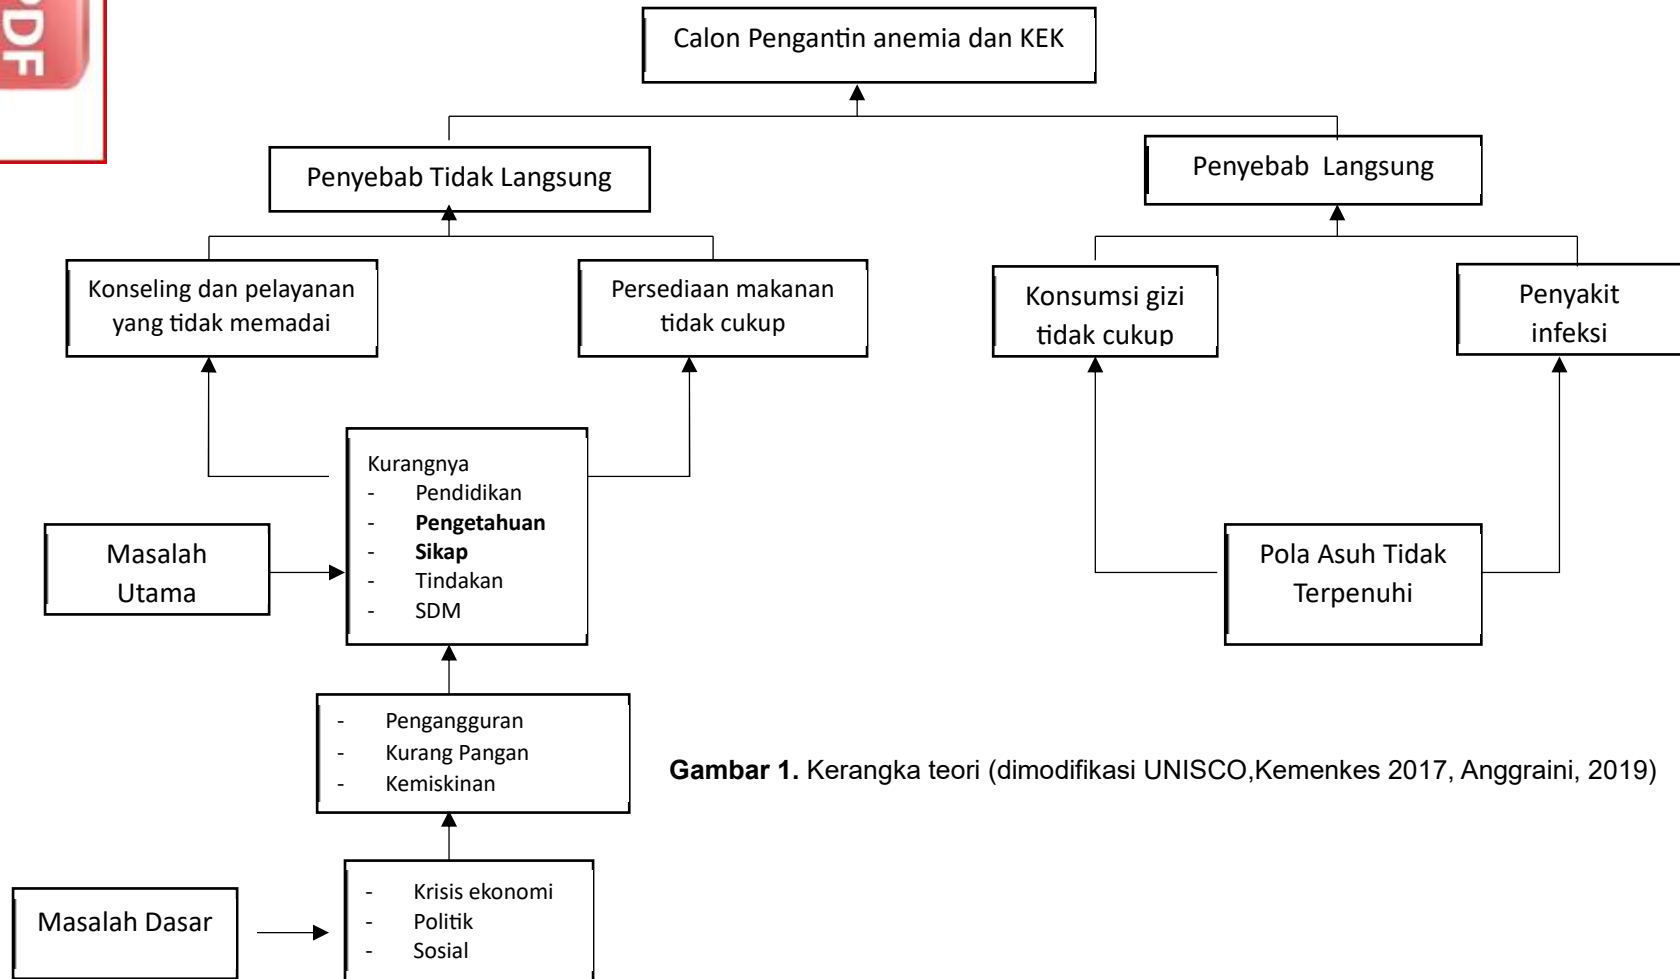 PDF
Calon Pengantin anemia dan KEK
Penyebab Tidak Langsung
Penyebab Langsung
Konseling dan pelayanan
yang tidak memadai
Persediaan makanan
tidak cukup
Konsumsi gizi
tidak cukup
Penyakit
infeksi
Kurangnya
- Pendidikan
- Pengetahuan
- Sikap
- Tindakan
- SDM
Masalah
Utama
Pola Asuh Tidak
Terpenuhi
- Pengangguran
- Kurang Pangan
- Kemiskinan
Gambar 1. Kerangka teori (dimodifikasi UNISCO,Kemenkes 2017, Anggraini, 2019)
Masalah Dasar
- Krisis ekonomi
- Politik
- Sosial